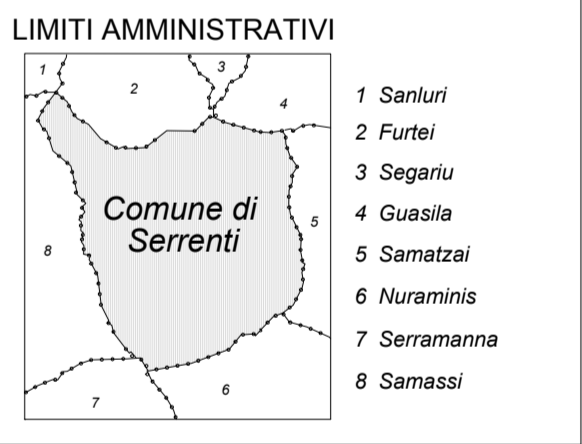 LIMITI AMMINISTRATIVI
1
2
3
4
Comune di
Serrenti
5
8
6
7
1 Sanluri
2 Furtei
3 Segariu
4 Guasila
5 Samatzai
6 Nuraminis
7 Serramanna
8 Samassi